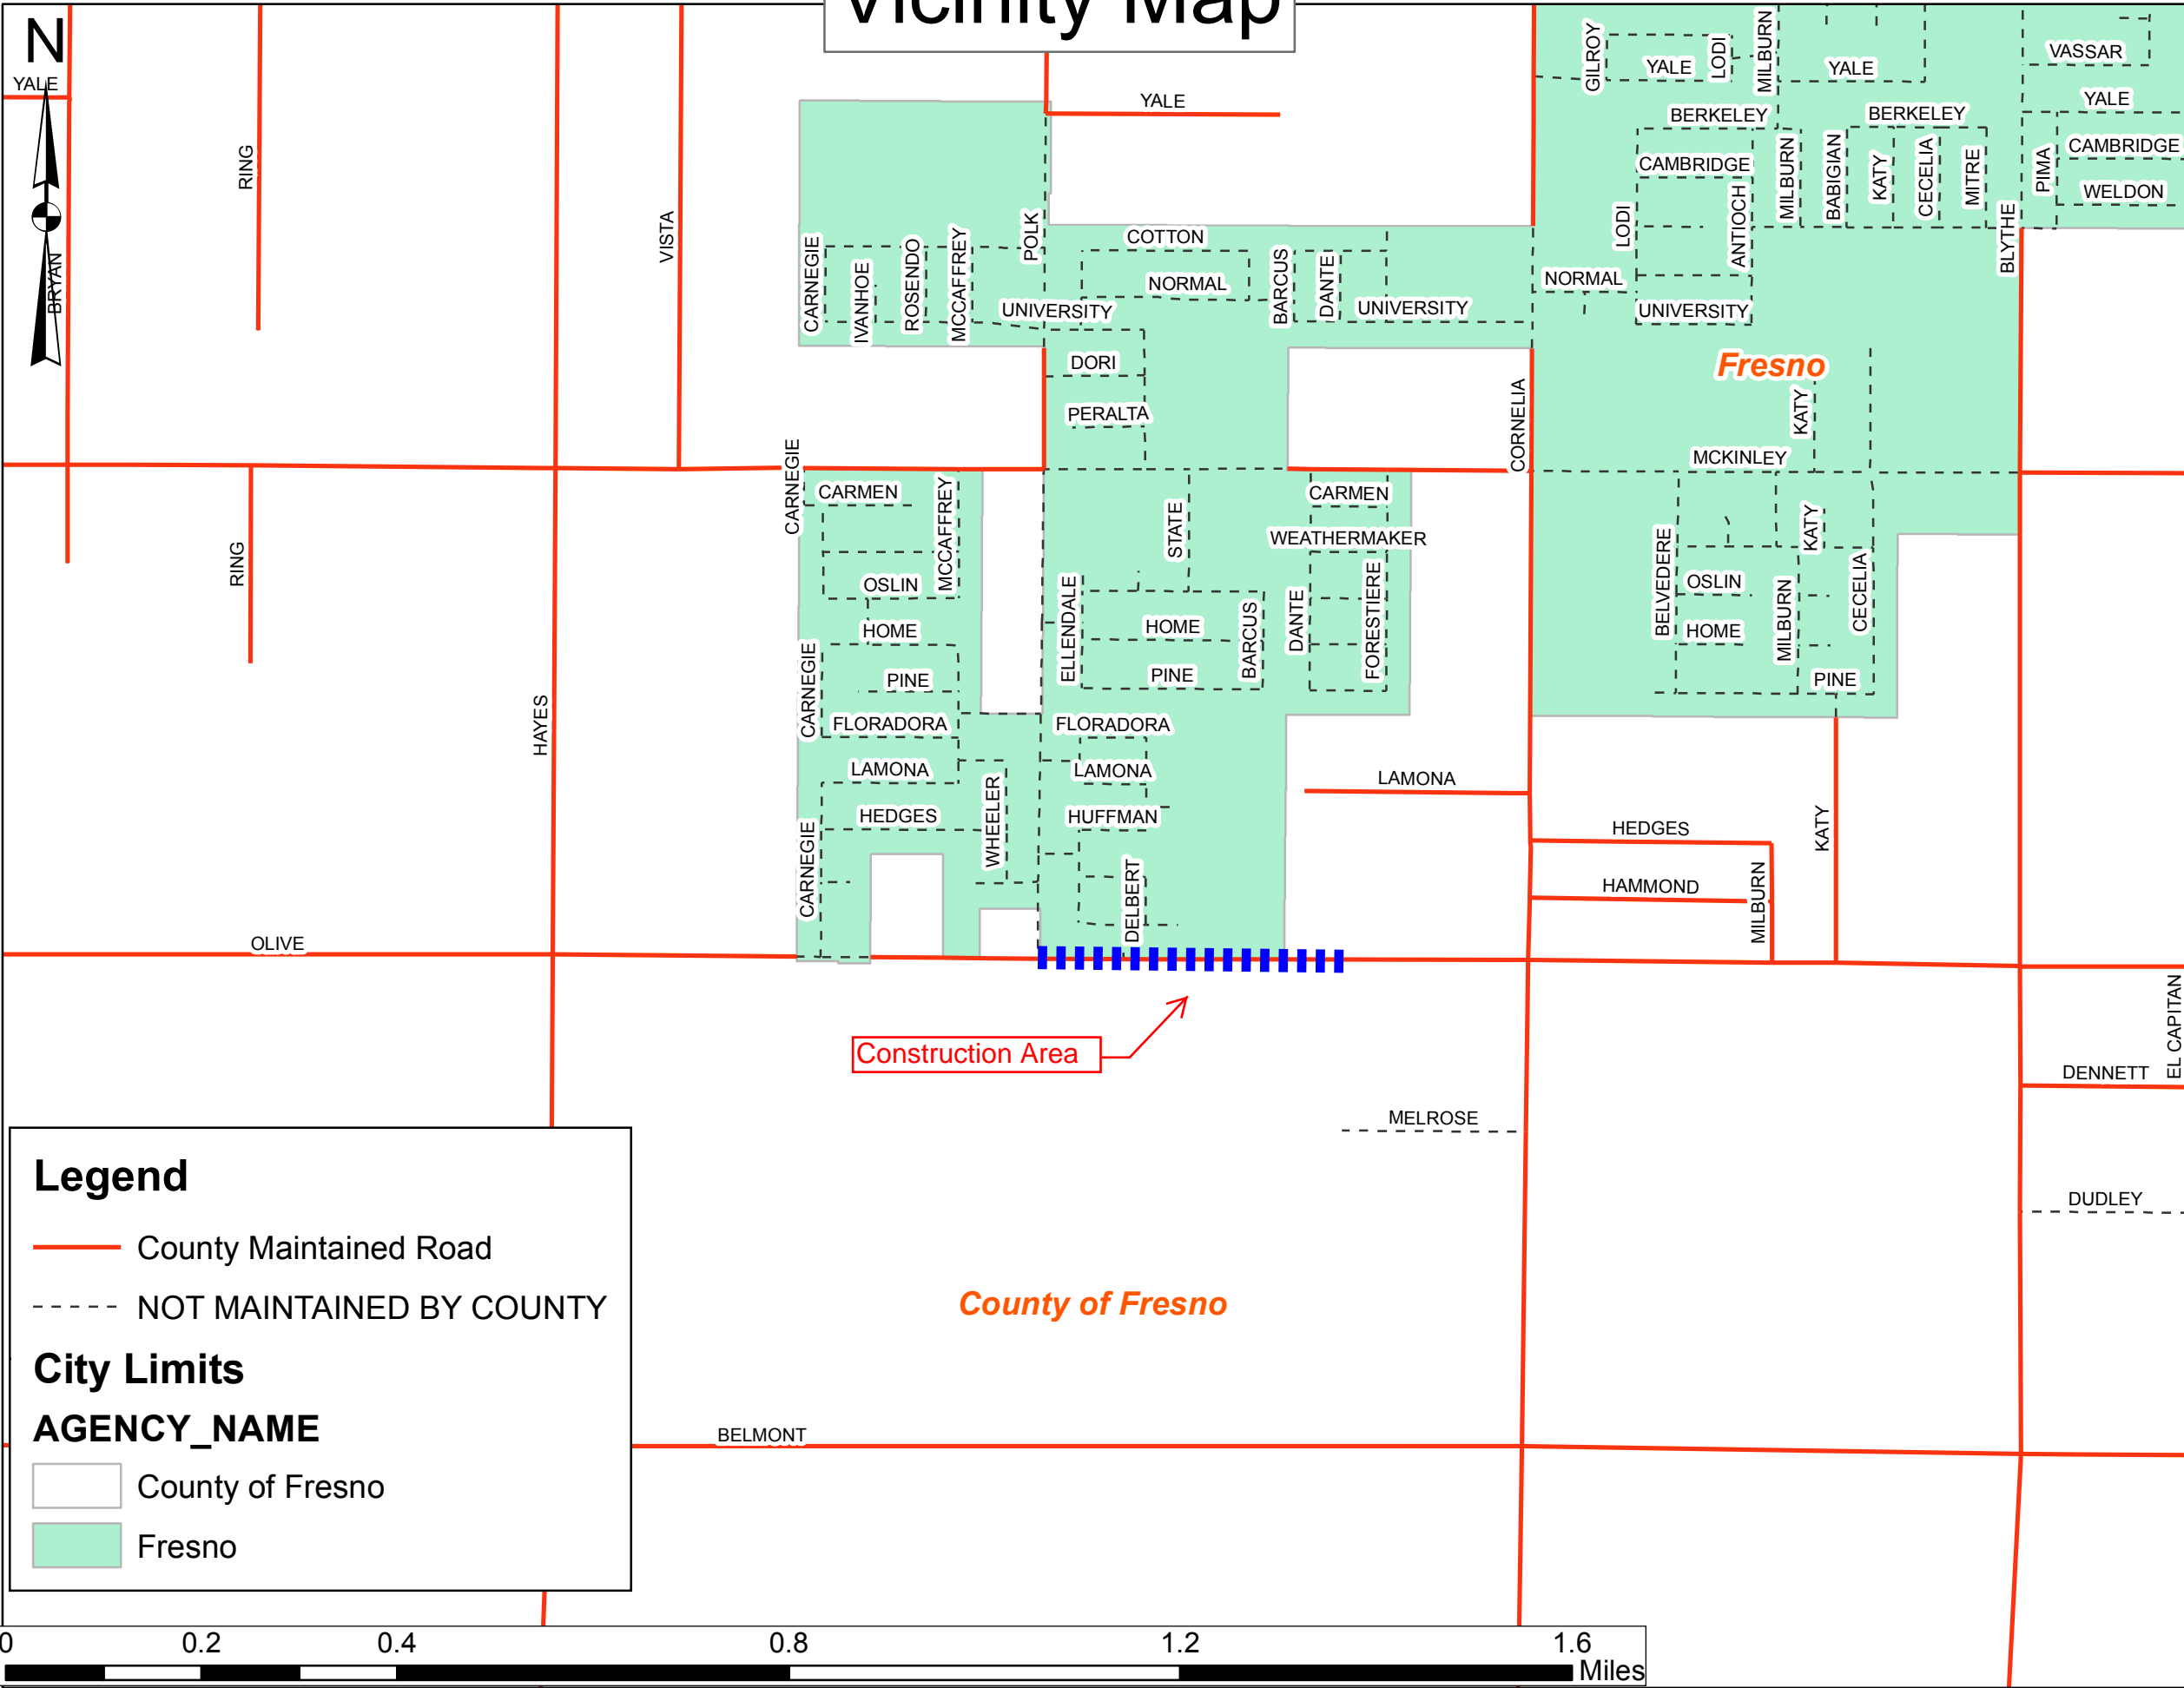 Vicinity Map
N
YALE
BRYAN
RING
VISTA
YALE
GILROY
YALE
LODI
MILBURN
YALE
VASSAR
YALE
BERKELEY
BERKELEY
CAMBRIDGE
CAMBRIDGE
WELDON
LODI
ANTIOCH
MILBURN
BABIGIAN
KATY
CECELIA
MITRE
PIMA
BLYTHE
CARNEGIE
IVANHOE
ROSENDO
MCCAFFREY
POLK
COTTON
NORMAL
BARCUS
DANTE
UNIVERSITY
UNIVERSITY
NORMAL
UNIVERSITY
DORI
PERALTA
Fresno
CORNELIA
KATY
MCKINLEY
CARNEGIE
CARMEN
MCCAFFREY
OSLIN
HOME
CARNEGIE
PINE
FLORADORA
LAMONA
HEDGES
WHEELER
CARNEGIE
RING
HAYES
STATE
CARMEN
WEATHERMAKER
ELLENDALE
HOME
BARCUS
PINE
DANTE
FORESTIERE
FLORADORA
LAMONA
HUFFMAN
DELBERT
BELVEDERE
OSLIN
HOME
MILBURN
KATY
CECELIA
PINE
LAMONA
HEDGES
HAMMOND
MILBURN
KATY
OLIVE
Construction Area
EL CAPITAN
DENNETT
MELROSE
DUDLEY
County of Fresno
BELMONT
Legend
County Maintained Road
NOT MAINTAINED BY COUNTY
City Limits
AGENCY_NAME
County of Fresno
Fresno
0 0.2 0.4 0.8 1.2 1.6
Miles